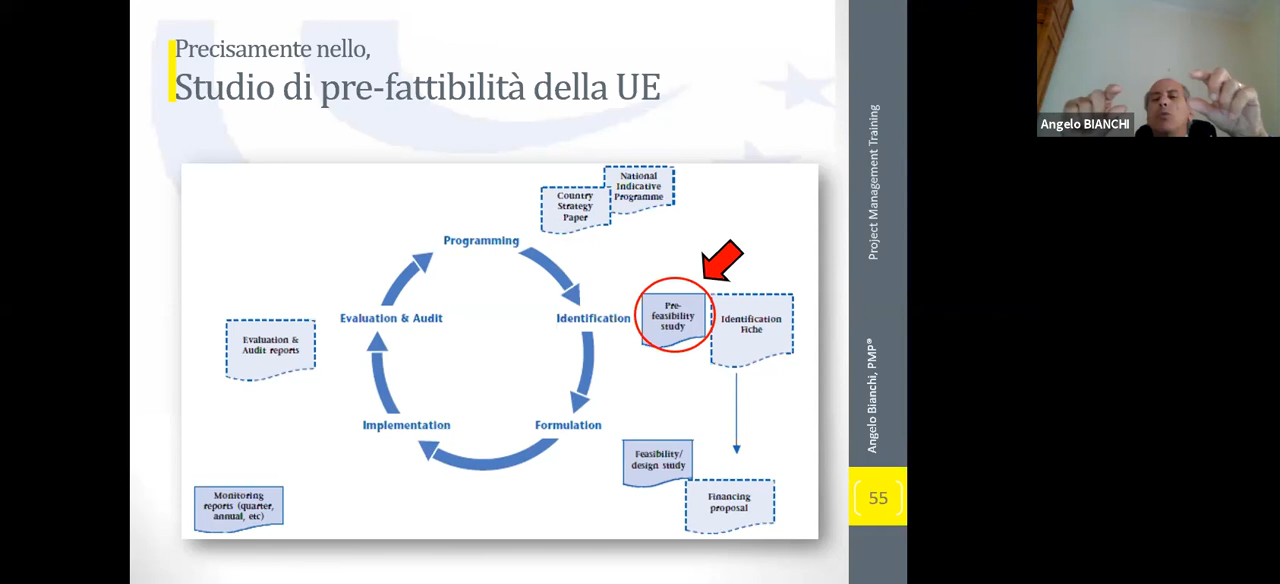 Precisamente nello,
Studio di pre-fattibilità della UE
National
Indicative
Programme
Country
Strategy
Paper
Programming
Evaluation & Audit
Identification
Pre-
feasibility
study
Identification
Fiche
Evaluation &
Audit reports
Implementation
Formulation
Feasibility/
design study
Financing
proposal
Monitoring
reports (quarter,
annual, etc)
Project Management Training
Angelo Bianchi, PMP®
55
Angelo BIANCHI